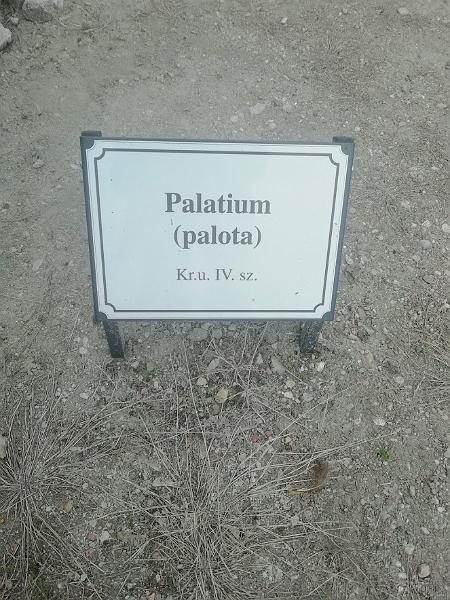 Palatium
(palota)
Kr.u. IV. sz.